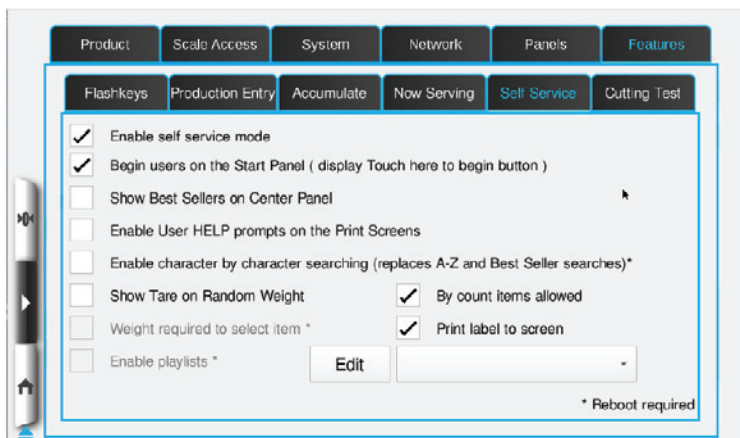 Product Scale Access System Network Panels Features
Flashkeys Production Entry Accumulate Now Serving Self Service Cutting Test
Enable self service mode
Begin users on the Start Panel ( display Touch here to begin button )
Show Best Sellers on Center Panel
Enable User HELP prompts on the Print Screens
Enable character by character searching (replaces A-Z and Best Seller searches)*
Show Tare on Random Weight By count items allowed
Weight required to select item * Print label to screen
Enable playlists * Edit
* Reboot required